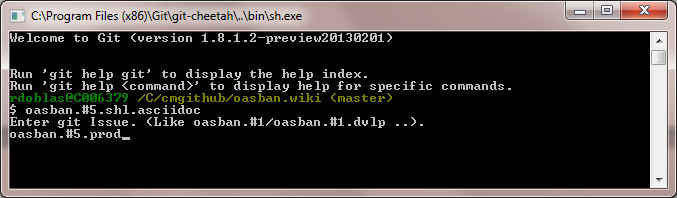 C:\Program Files (x86)\Git\git-cheetah\..\bin\sh.exe
Welcome to Git (version 1.8.1.2-preview20130201)
Run 'git help git' to display the help index.
Run 'git help <command>' to display help for specific commands.
rdoblas@C006379 /C/cmgithub/oasban.wiki (master)
$ oasban.#5.shl.asciidoc
Enter git Issue. (Like oasban.#1/oasban.#1.dvlp ..).
oasban.#5.prod_